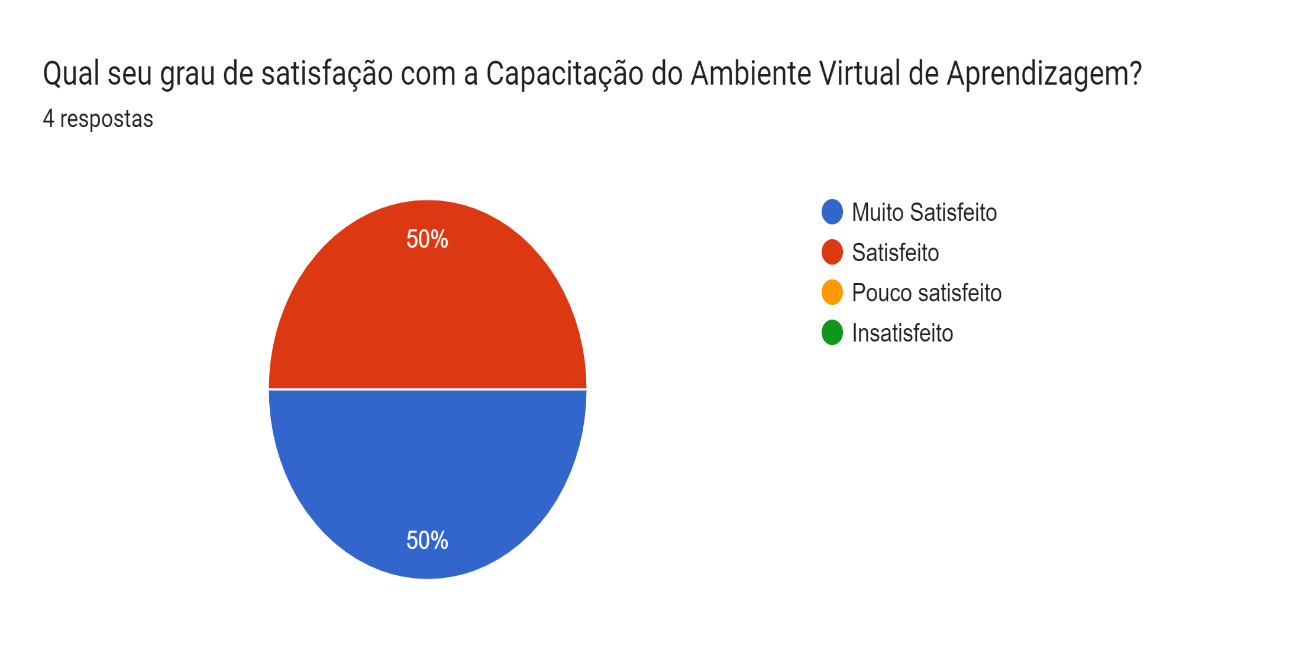 Qual seu grau de satisfação com a Capacitação do Ambiente Virtual de Aprendizagem?
4 respostas
50%
50%
Muito Satisfeito
Satisfeito
Pouco satisfeito
Insatisfeito